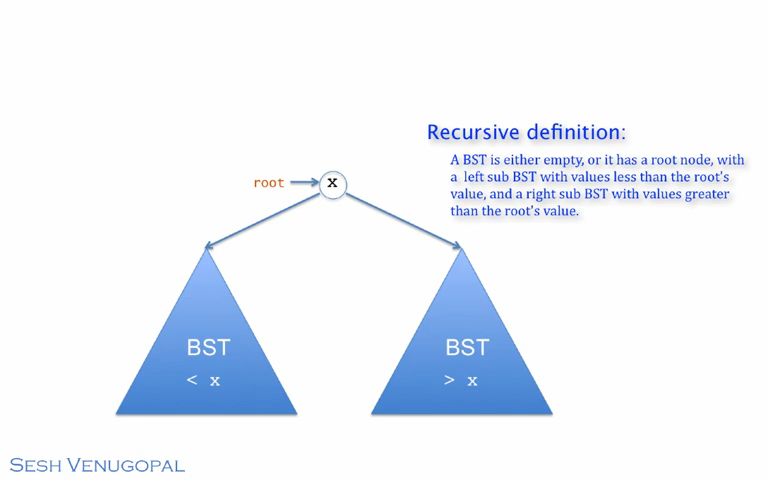 Recursive definition:
A BST is either empty, or it has a root node, with
a left sub BST with values less than the root's
value, and a right sub BST with values greater
than the root's value.
root
x
BST
< x
BST
> x
SESH VENUGOPAL